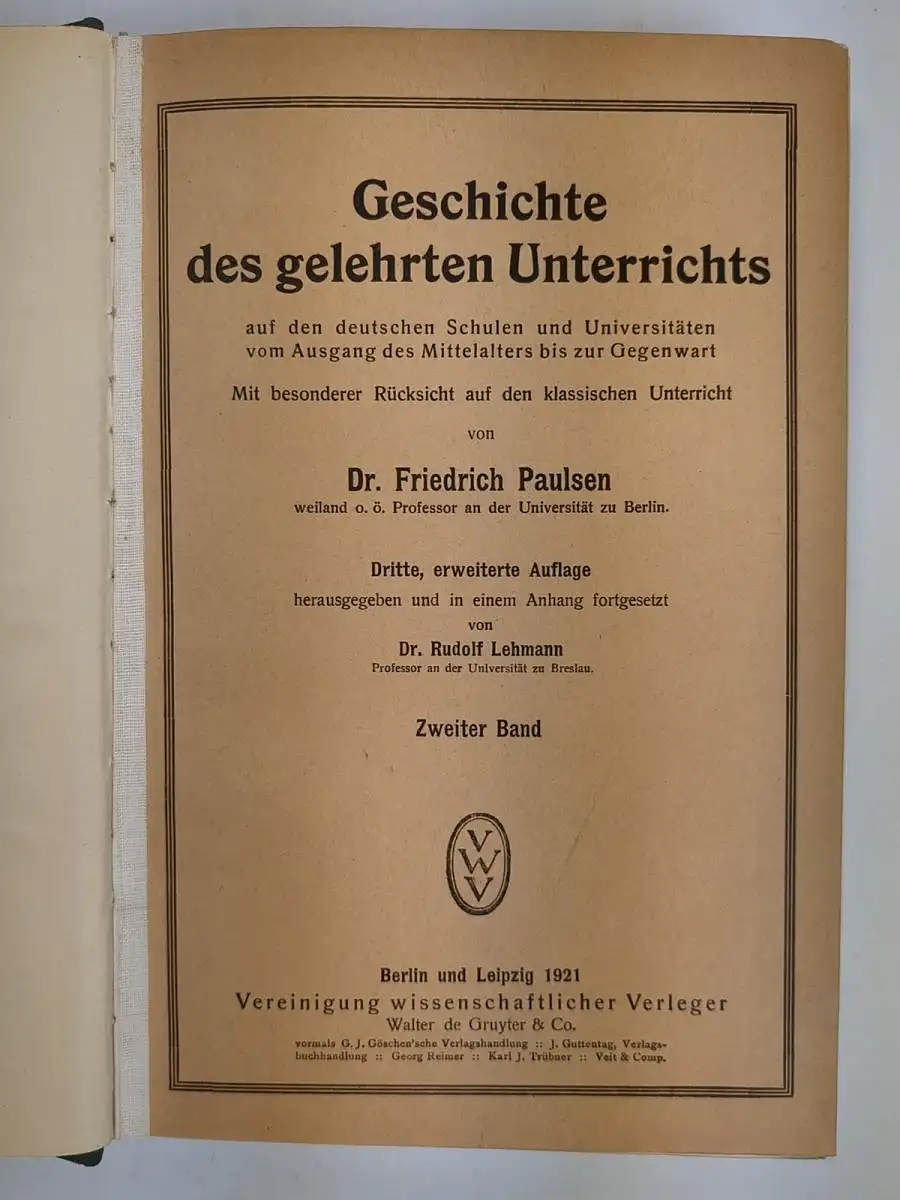 Geschichte
des gelehrten Unterrichts
auf den deutschen Schulen und Universitäten
vom Ausgang des Mittelalters bis zur Gegenwart
Mit besonderer Rücksicht auf den klassischen Unterricht
von
Dr. Friedrich Paulsen
weiland o. ö. Professor an der Universität zu Berlin.
Dritte, erweiterte Auflage
herausgegeben und in einem Anhang fortgesetzt
von
Dr. Rudolf Lehmann
Professor an der Universität zu Breslau.
Zweiter Band
V
W
V
Berlin und Leipzig 1921
Vereinigung wissenschaftlicher Verleger
Walter de Gruyter & Co.
vormals G. J. Göschen'sche Verlagshandlung :: J. Guttentag, Verlags-
buchhandlung :: Georg Reimer :: Karl J. Trübner :: Veit & Comp.